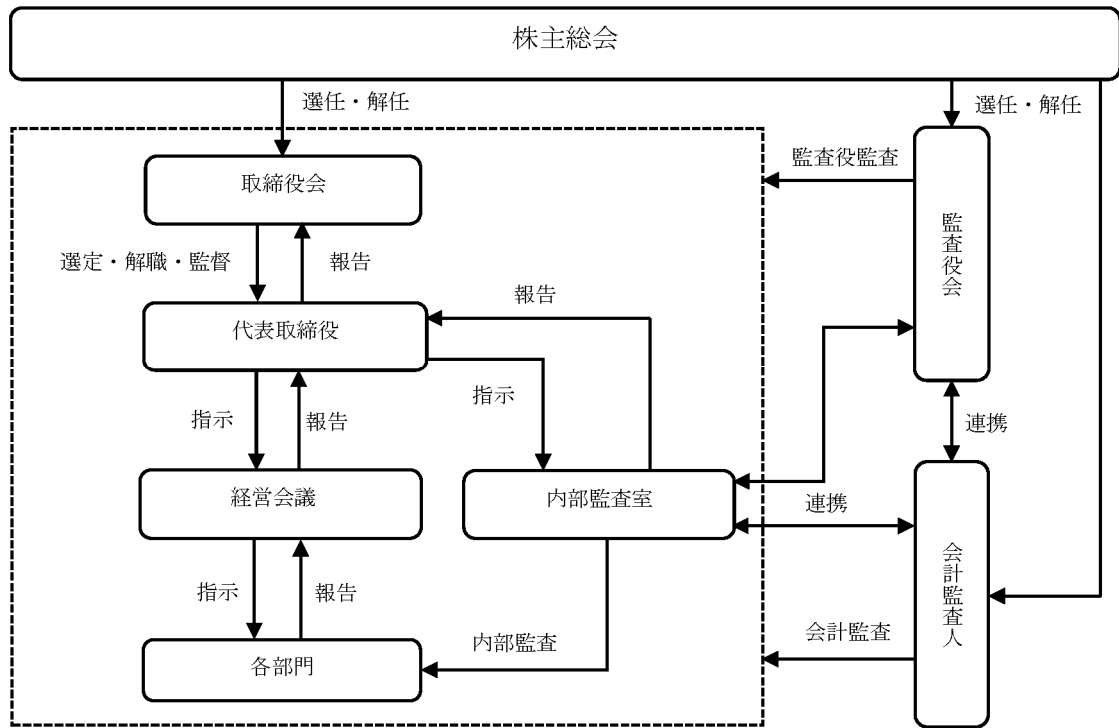 株主総会
選任・解任
選任・解任
取締役会
監査役監査
監査役会
選定・解職・監督
報告
報告
代表取締役
指示
報告
指示
連携
経営会議
内部監査室
連携
会計監査人
指示
報告
内部監査
会計監査
各部門